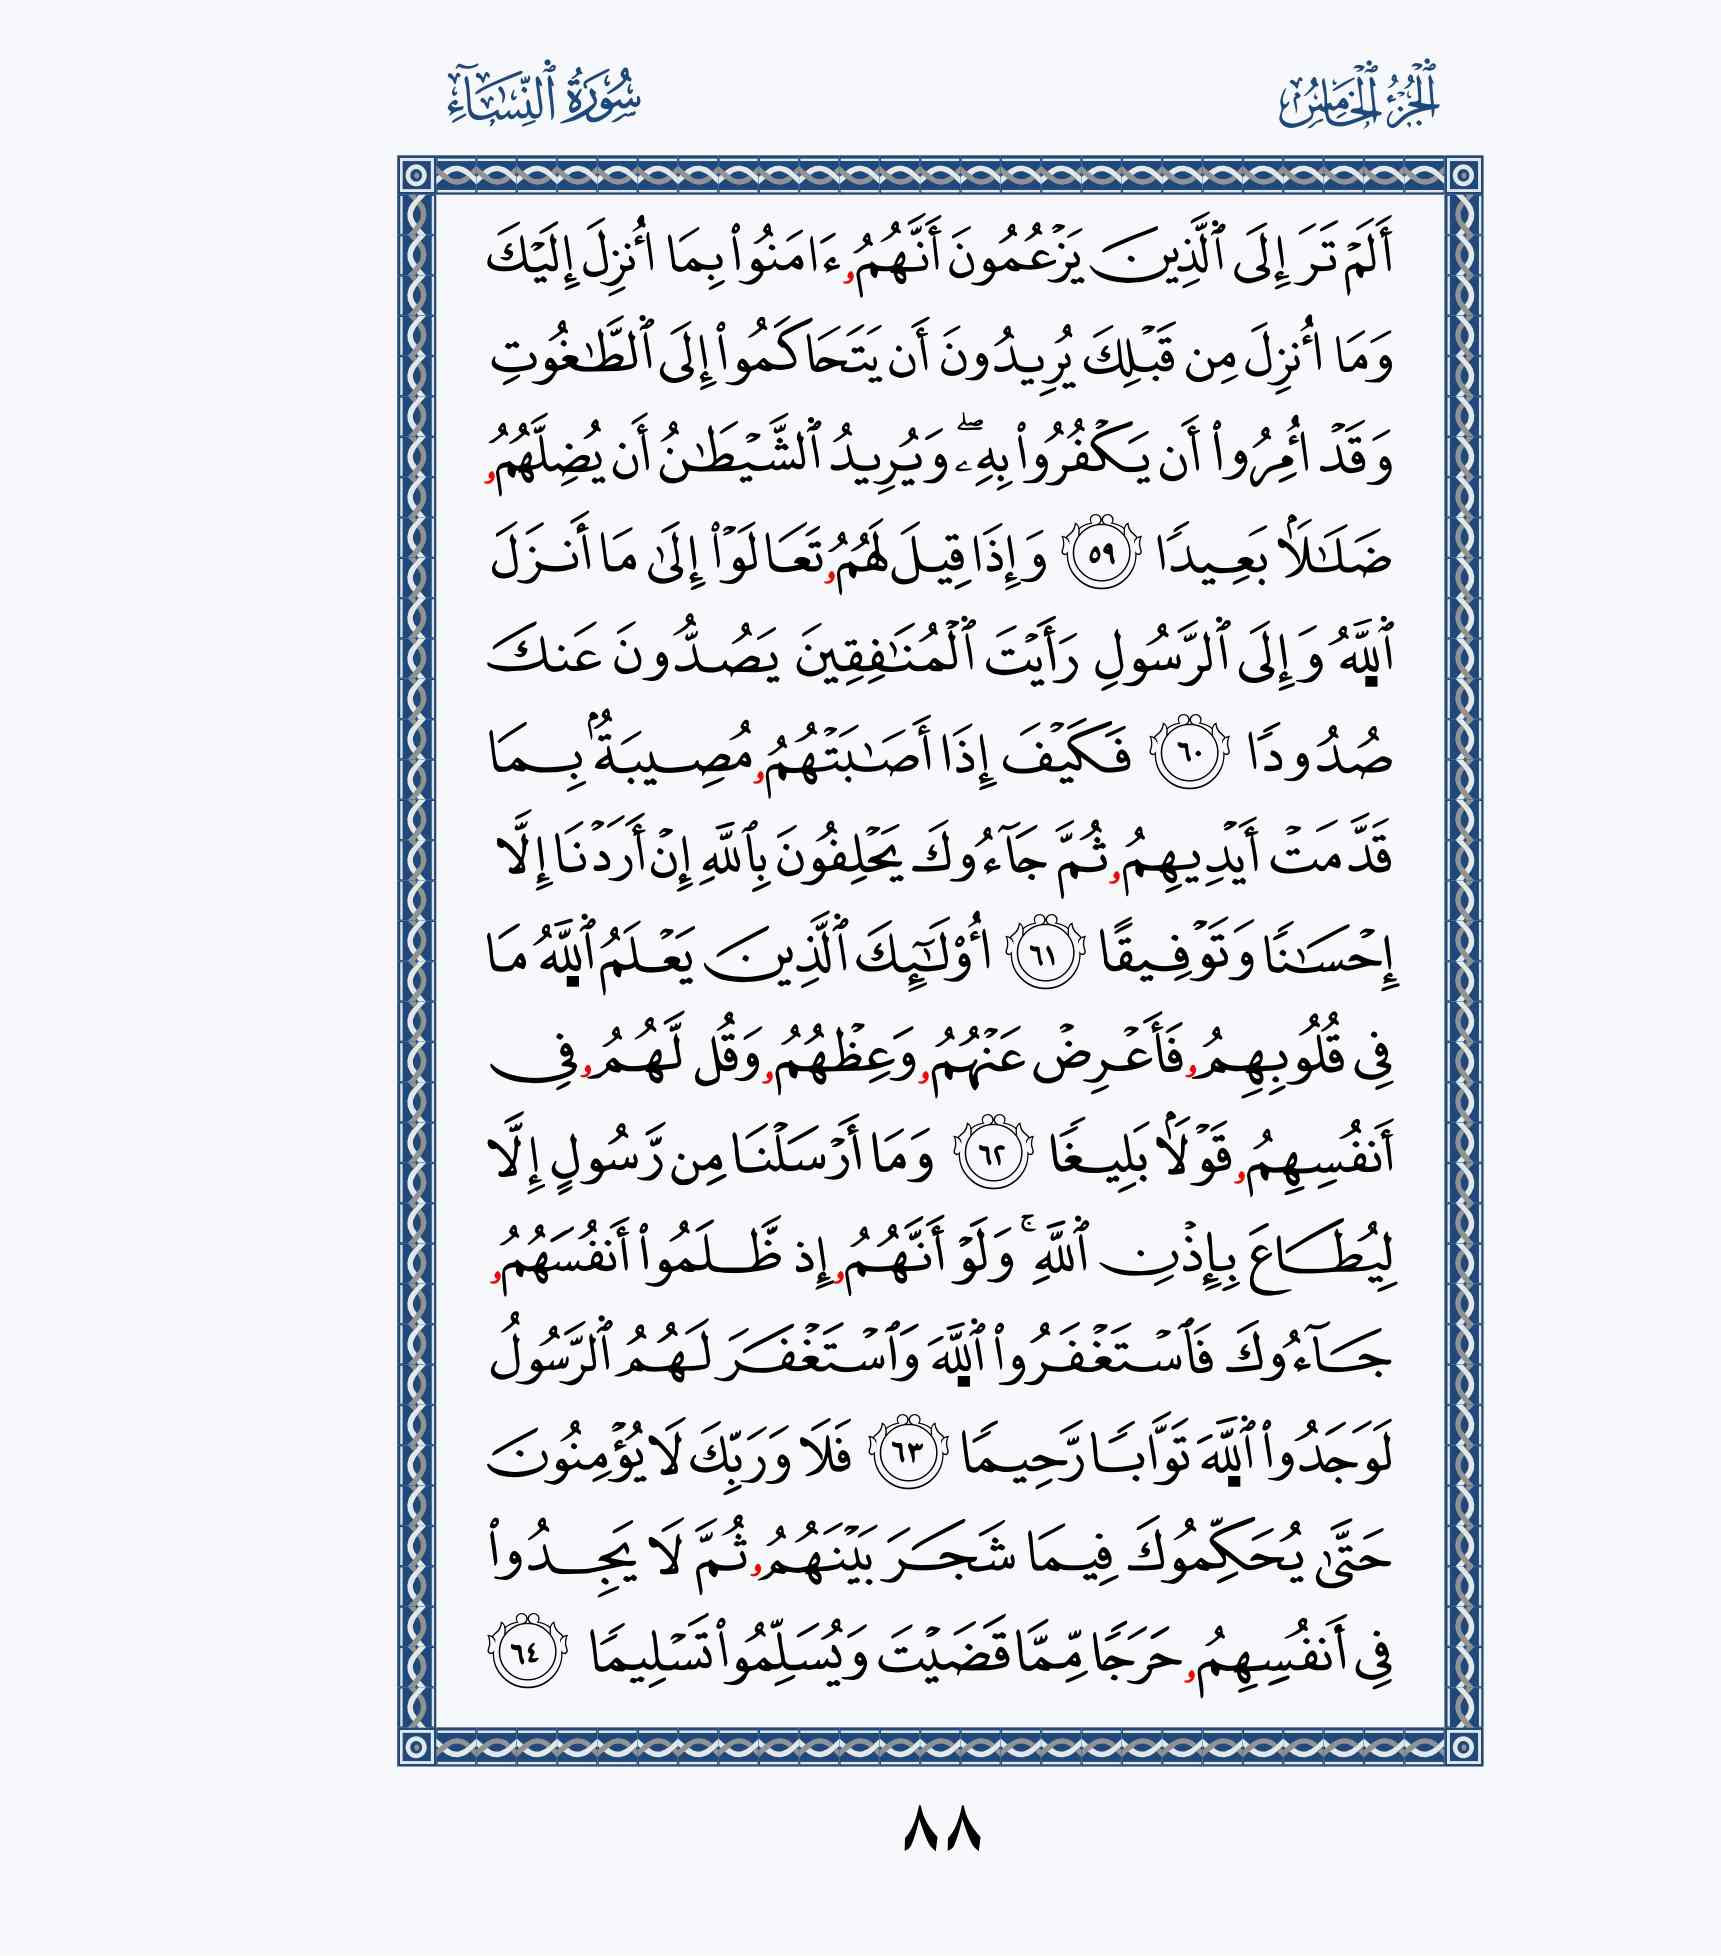 ٱلْجُزْءُ ٱلْخَامِسُ
سُورَةُ ٱلنِّسَآءِ
أَلَمْ تَرَ إِلَى ٱلَّذِينَ يَزْعُمُونَ أَنَّهُمُۥ ءَامَنُواْ بِمَا أُنزِلَ إِلَيْكَ
وَمَا أُنزِلَ مِن قَبْلِكَ يُرِيدُونَ أَن يَتَحَاكَمُواْ إِلَى ٱلطَّٰغُوتِ
وَقَدْ أُمِرُواْ أَن يَكْفُرُواْ بِهِۦۖ وَيُرِيدُ ٱلشَّيْطَٰنُ أَن يُضِلَّهُمُۥ
ضَلَٰلَۢا بَعِيدًا ٥٩ وَإِذَا قِيلَ لَهُمُۥ تَعَالَوْاْ إِلَىٰ مَا أَنزَلَ
ٱللَّهُ وَإِلَى ٱلرَّسُولِ رَأَيْتَ ٱلْمُنَٰفِقِينَ يَصُدُّونَ عَنكَ
صُدُودًا ٦٠ فَكَيْفَ إِذَا أَصَٰبَتْهُمُۥ مُصِيبَةُۢ بِمَا
قَدَّمَتْ أَيْدِيهِمُۥ ثُمَّ جَآءُوكَ يَحْلِفُونَ بِٱللَّهِ إِنْ أَرَدْنَا إِلَّا
إِحْسَٰنًا وَتَوْفِيقًا ٦١ أُوْلَٰٓئِكَ ٱلَّذِينَ يَعْلَمُ ٱللَّهُ مَا
فِى قُلُوبِهِمُۥ فَأَعْرِضْ عَنْهُمُۥ وَعِظْهُمُۥ وَقُل لَّهُمُۥ فِى
أَنفُسِهِمُۥ قَوْلَۢا بَلِيغًا ٦٢ وَمَا أَرْسَلْنَا مِن رَّسُولٍ إِلَّا
لِيُطَاعَ بِإِذْنِ ٱللَّهِۚ وَلَوْ أَنَّهُمُۥ إِذ ظَّلَمُواْ أَنفُسَهُمُۥ
جَآءُوكَ فَٱسْتَغْفَرُواْ ٱللَّهَ وَٱسْتَغْفَرَ لَهُمُ ٱلرَّسُولُ
لَوَجَدُواْ ٱللَّهَ تَوَّابًا رَّحِيمًا ٦٣ فَلَا وَرَبِّكَ لَا يُؤْمِنُونَ
حَتَّىٰ يُحَكِّمُوكَ فِيمَا شَجَرَ بَيْنَهُمُۥ ثُمَّ لَا يَجِدُواْ
فِى أَنفُسِهِمُۥ حَرَجًا مِّمَّا قَضَيْتَ وَيُسَلِّمُواْ تَسْلِيمًا ٦٤
٨٨